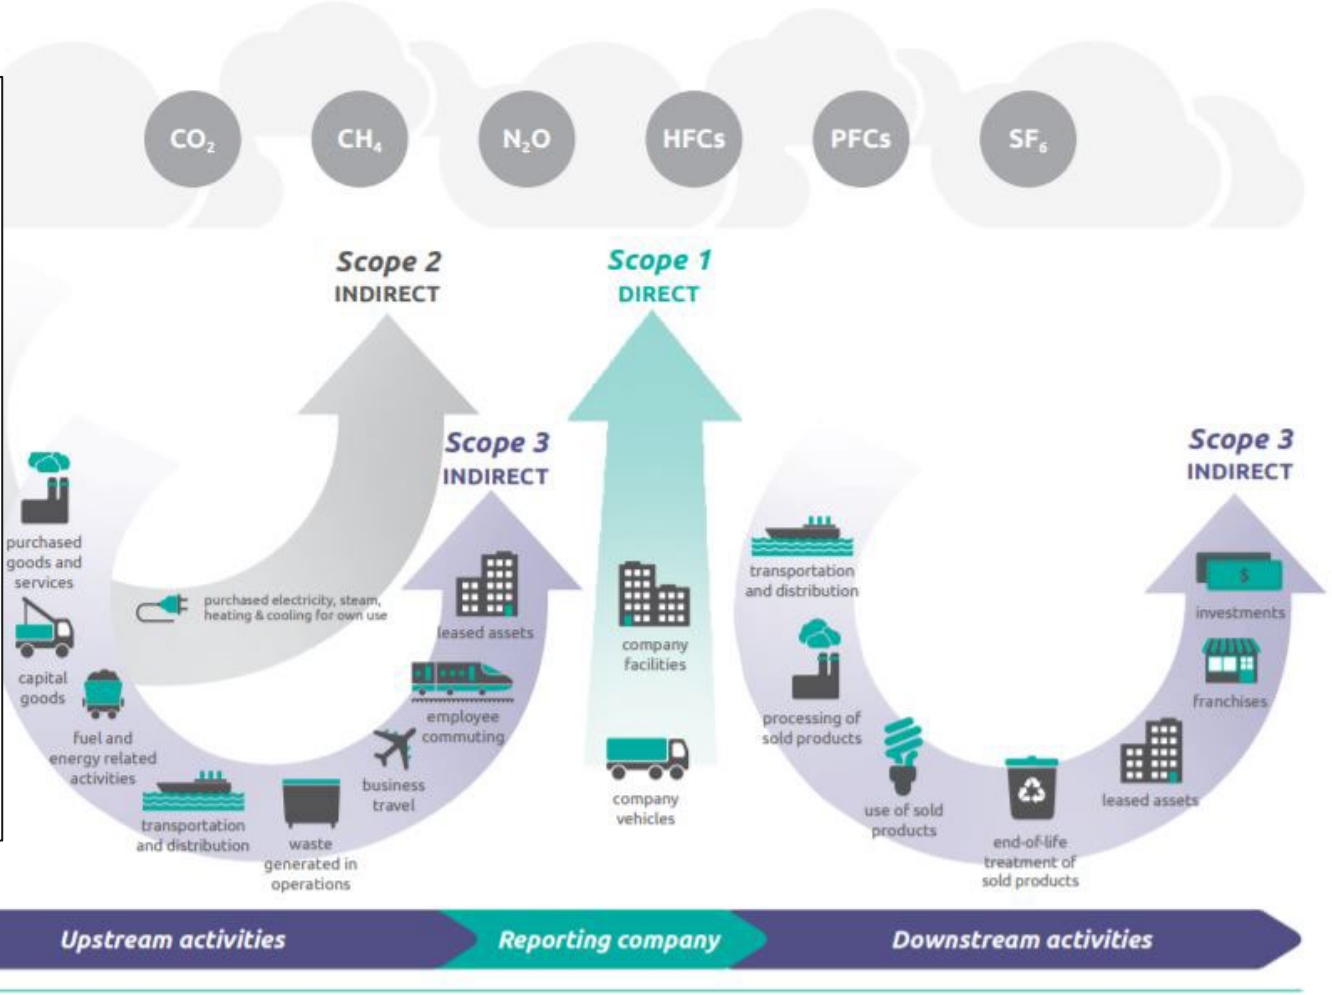 CO₂
CH₄
N₂O
HFCs
PFCs
SF₆
Scope 2
INDIRECT
Scope 1
DIRECT
Scope 3
INDIRECT
Scope 3
INDIRECT
purchased
goods and
services
capital
goods
fuel and
energy related
activities
purchased electricity, steam,
heating & cooling for own use
transportation
and distribution
waste
generated in
operations
business
travel
employee
commuting
leased assets
company
facilities
company
vehicles
transportation
and distribution
processing of
sold products
use of sold
products
end-of-life
treatment of
sold products
leased assets
franchises
$
investments
Upstream activities
Reporting company
Downstream activities